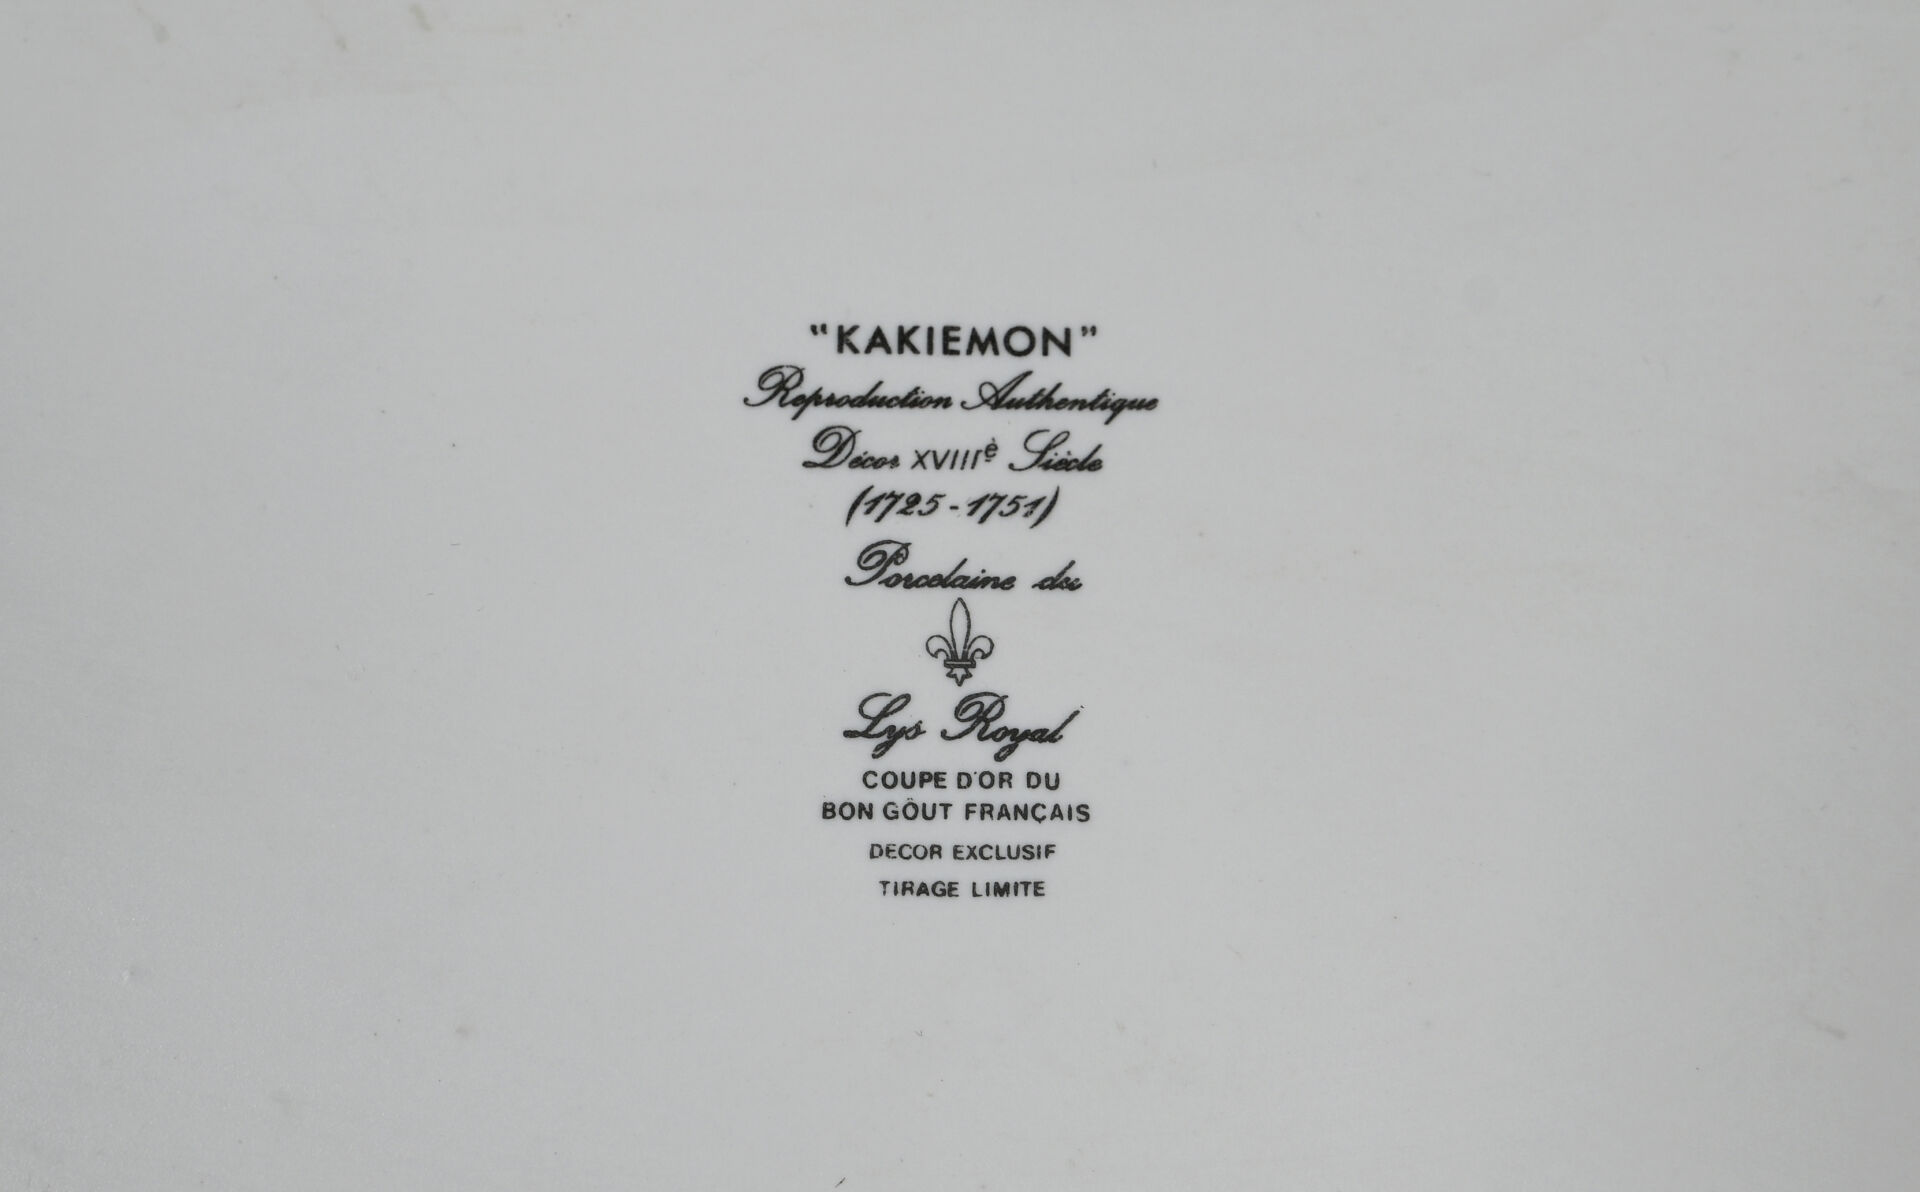 "KAKIEMON"
Reproduction Authentique
Décor XVIIIè Siècle
(1725-1751)
Porcelaine du
Lys Royal
COUPE D'OR DU
BON GÔUT FRANÇAIS
DECOR EXCLUSIF
TIRAGE LIMITE